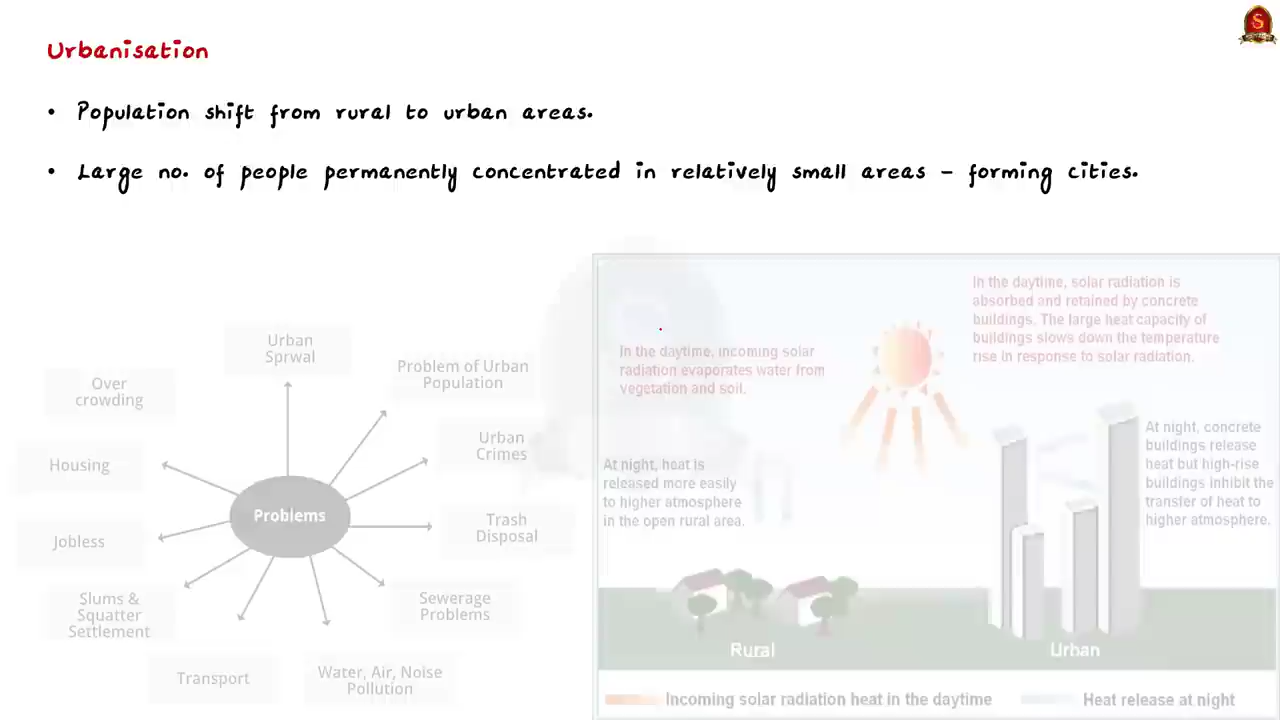 Urbanisation
• Population shift from rural to urban areas.
• Large no. of people permanently concentrated in relatively small areas – forming cities.
Urban
Sprwal
Problem of Urban
Population
Over
crowding
Urban
Crimes
Housing
Problems
Trash
Disposal
Jobless
Slums &
Squatter
Settlement
Sewerage
Problems
Transport
Water, Air, Noise
Pollution
In the daytime, solar radiation is
absorbed and retained by concrete
buildings. The large heat capacity of
buildings slows down the temperature
rise in response to solar radiation.
In the daytime, incoming solar
radiation evaporates water from
vegetation and soil.
At night, heat is
released more easily
to higher atmosphere
in the open rural area.
At night, concrete
buildings release
heat but high-rise
buildings inhibit the
transfer of heat to
higher atmosphere.
Rural
Urban
Incoming solar radiation heat in the daytime
Heat release at night
S